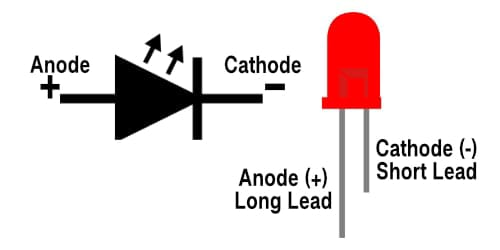 Anode
+
Cathode
-
Cathode (-)
Short Lead
Anode (+)
Long Lead